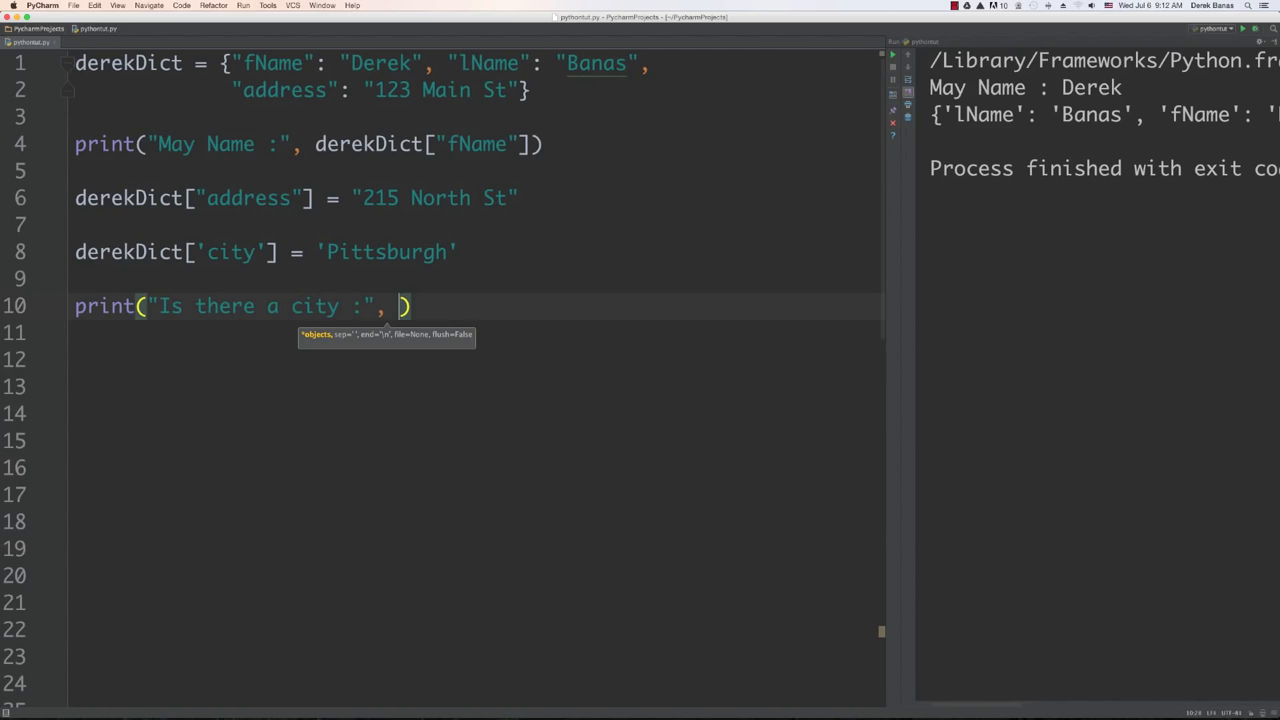 PyCharm File Edit View Navigate Code Refactor Run Tools VCS Window Help 10 Wed Jul 6 9:12 AM Derek Banas
pythontut.py - PyCharmProjects - [~/PycharmProjects]
PycharmProjects pythontut.py pythontut
pythontut.py Run pythontut
1 derekDict = {"fName": "Derek", "lName": "Banas",
2 "address": "123 Main St"}
3
4 print("May Name :", derekDict["fName"])
5
6 derekDict["address"] = "215 North St"
7
8 derekDict['city'] = 'Pittsburgh'
9
10 print("Is there a city :", )
*objects, sep=' ', end='\n', file=None, flush=False
11
12
13
14
15
16
17
18
19
20
21
22
23
24
/Library/Frameworks/Python.fra
May Name : Derek
{'lName': 'Banas', 'fName': '
Process finished with exit co
10:28 LF≑ UTF-8≑